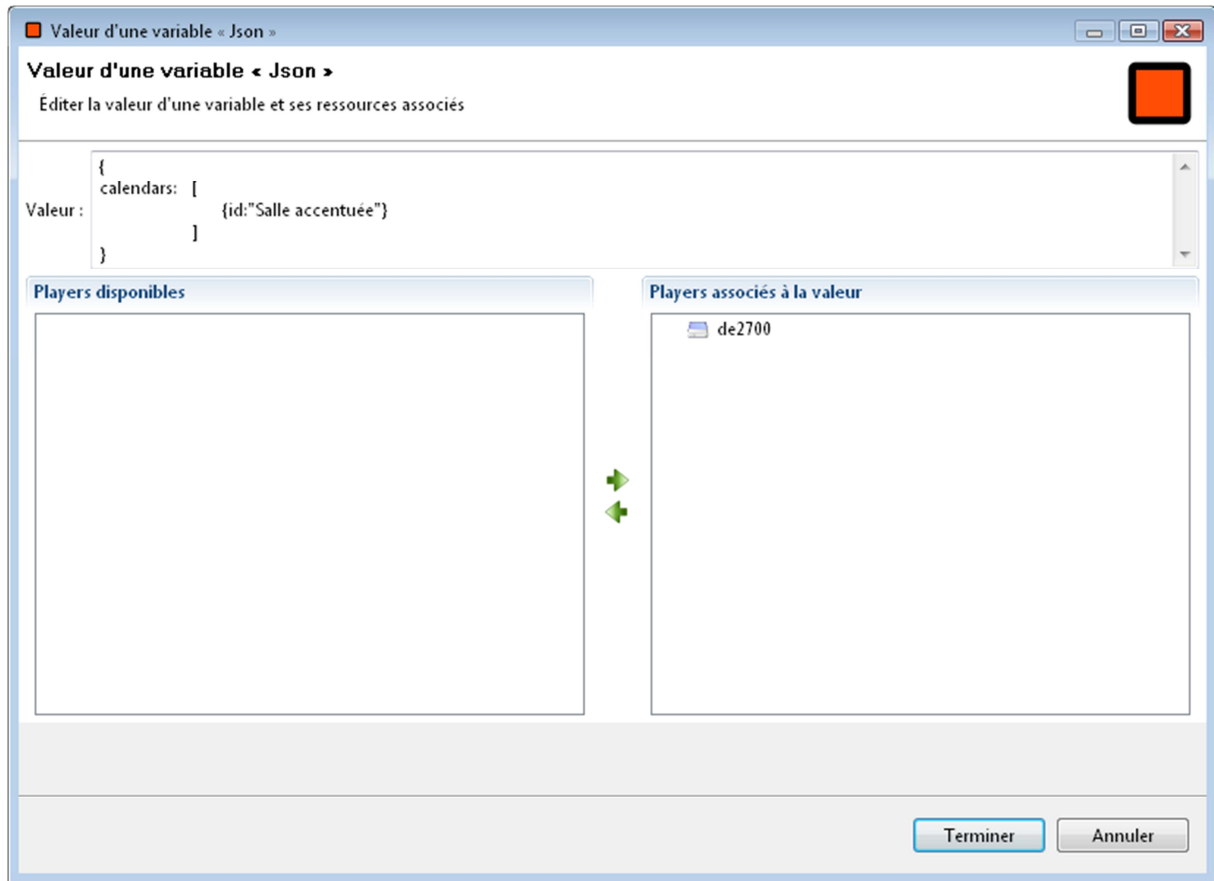 Valeur d'une variable « Json »
Valeur d'une variable « Json »
Éditer la valeur d'une variable et ses ressources associés
Valeur :
{
calendars: [
{id:"Salle accentuée"}
]
}
Players disponibles
Players associés à la valeur
de2700
Terminer
Annuler